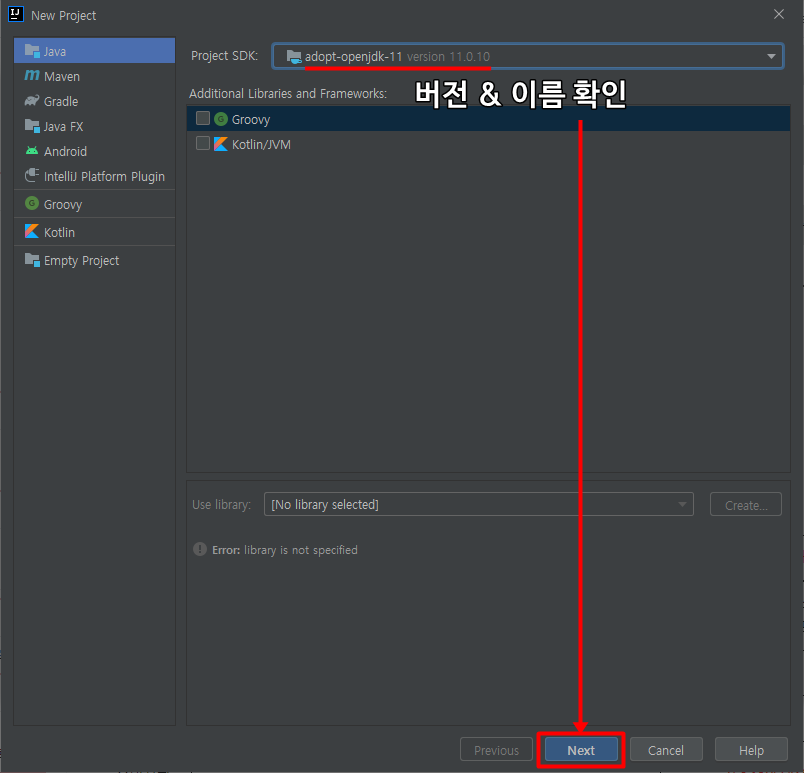 New Project
Java
Maven
Gradle
Java FX
Android
IntelliJ Platform Plugin
Groovy
Kotlin
Empty Project
Project SDK: adopt-openjdk-11 version 11.0.10
Additional Libraries and Frameworks:
버전 & 이름 확인
Groovy
Kotlin/JVM
Use library: [No library selected] Create...
Error: library is not specified
Previous Next Cancel Help